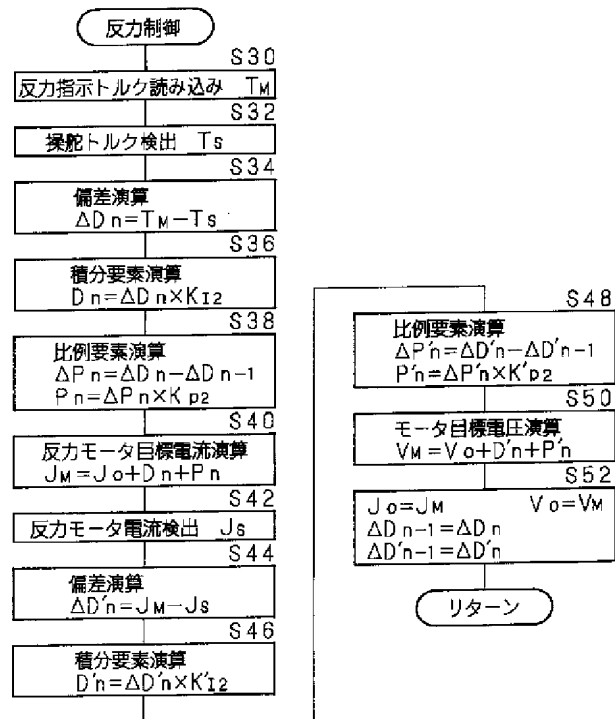 反力制御
S30
反力指示トルク読み込み TM
S32
操舵トルク検出 Ts
S34
偏差演算
ΔDn=TM−Ts
S36
積分要素演算
Dn=ΔDn×KI2
S38
比例要素演算
ΔPn=ΔDn−ΔDn-1
Pn=ΔPn×Kp2
S40
反力モータ目標電流演算
JM=Jo+Dn+Pn
S42
反力モータ電流検出 Js
S44
偏差演算
ΔD'n=JM−Js
S46
積分要素演算
D'n=ΔD'n×K'I2
S48
比例要素演算
ΔP'n=ΔD'n−ΔD'n-1
P'n=ΔP'n×K'p2
S50
モータ目標電圧演算
VM=Vo+D'n+P'n
S52
Jo=JM Vo=VM
ΔDn-1=ΔDn
ΔD'n-1=ΔD'n
リターン